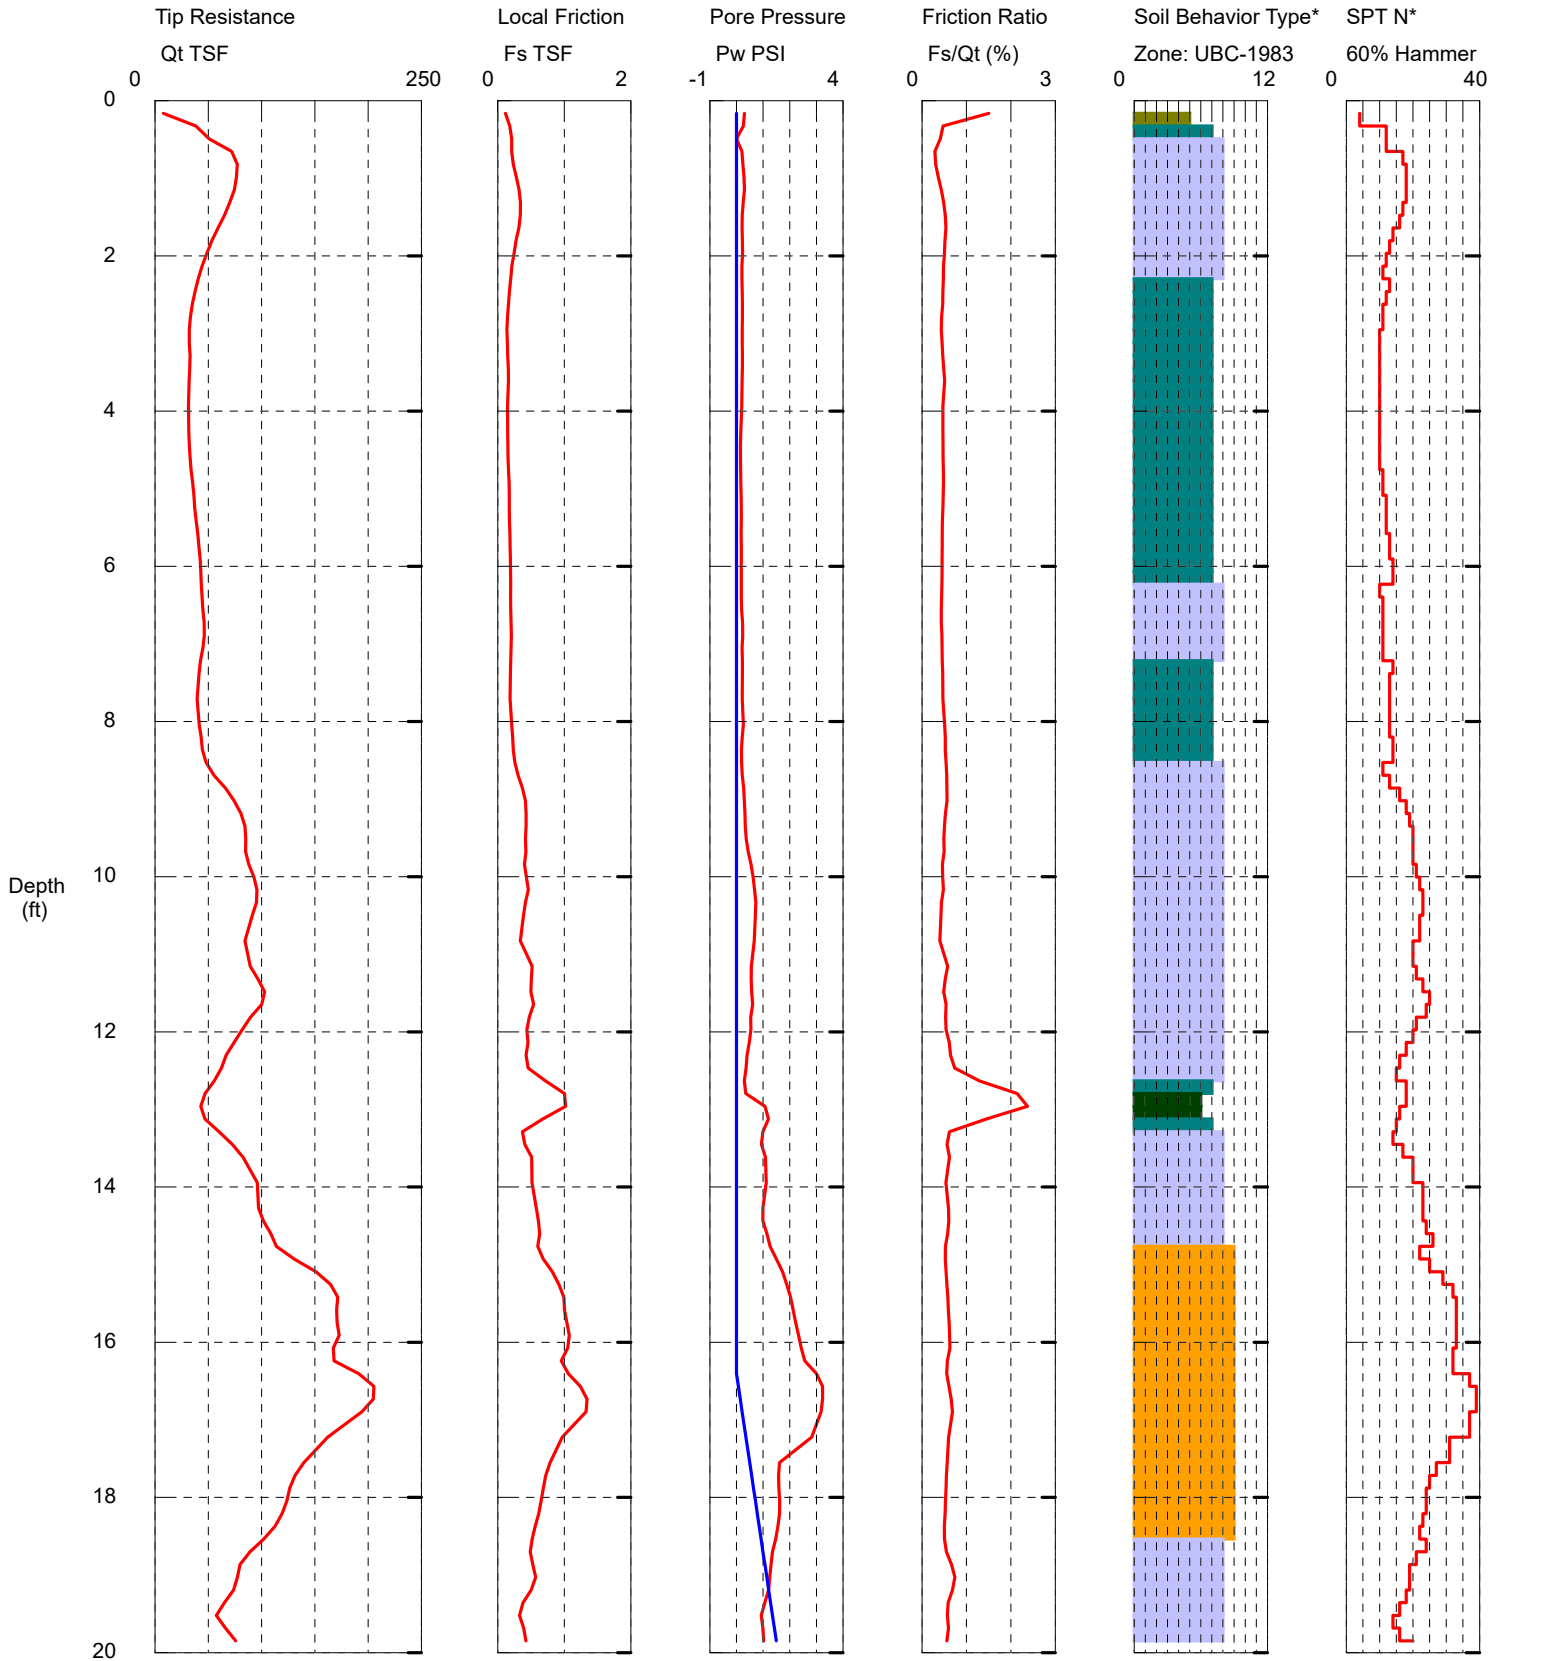 Tip Resistance Local Friction Pore Pressure Friction Ratio Soil Behavior Type* SPT N*
Qt TSF Fs TSF Pw PSI Fs/Qt (%) Zone: UBC-1983 60% Hammer
0 250 0 2 -1 4 0 3 0 12 0 40
0
2
4
6
8
10
Depth
(ft)
12
14
16
18
20